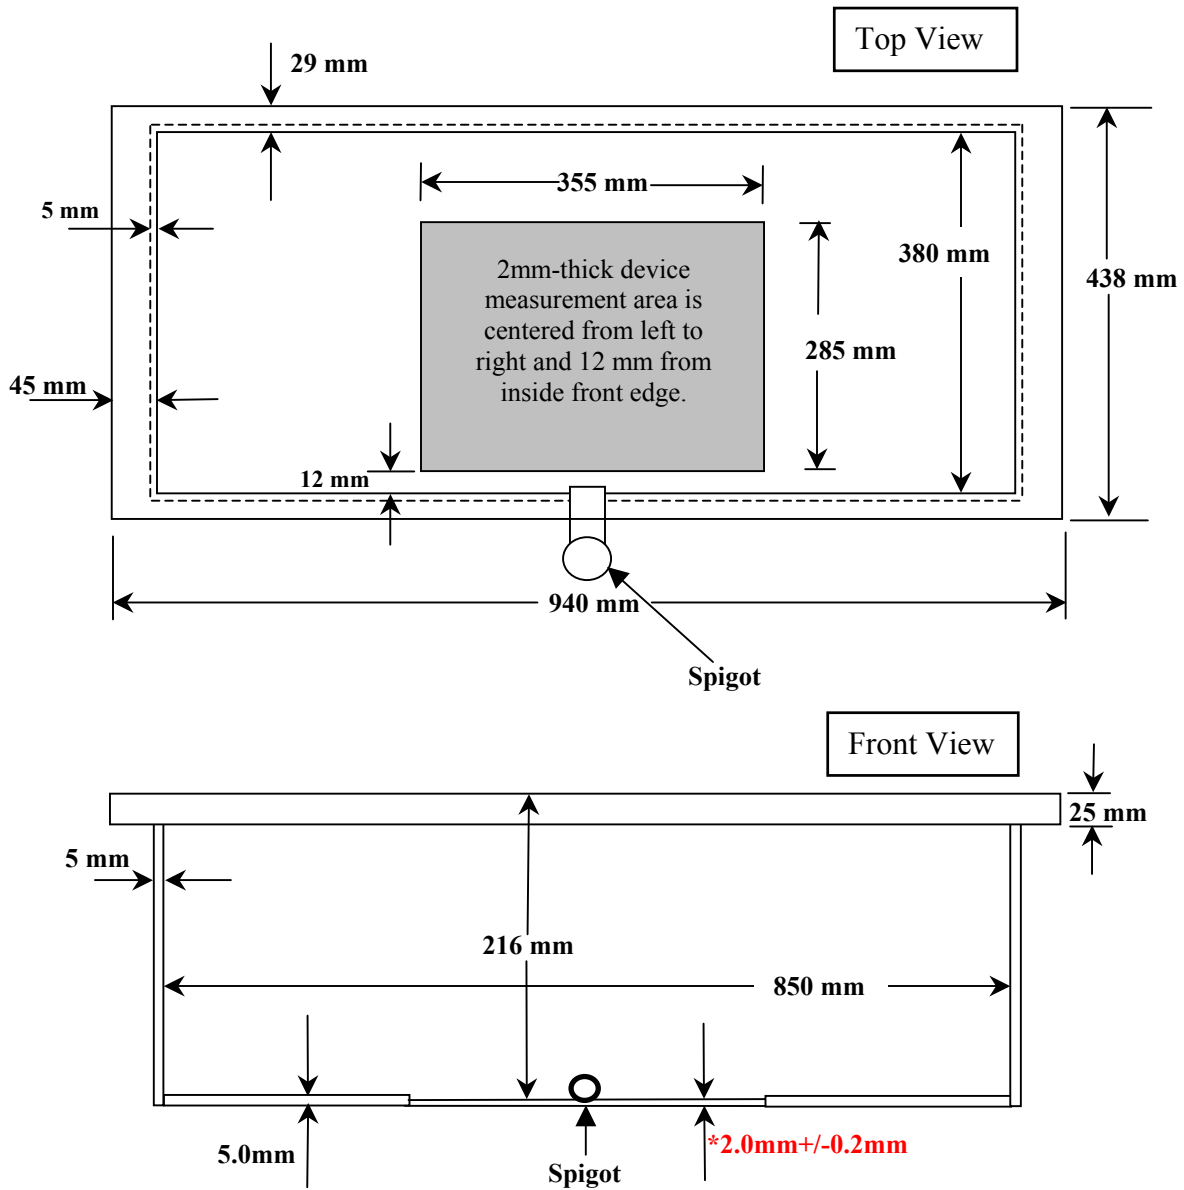 Top View
29 mm
355 mm
5 mm
2mm-thick device
measurement area is
centered from left to
right and 12 mm from
inside front edge.
380 mm
438 mm
285 mm
45 mm
12 mm
940 mm
Spigot
Front View
25 mm
5 mm
216 mm
850 mm
5.0mm
*2.0mm+/-0.2mm
Spigot